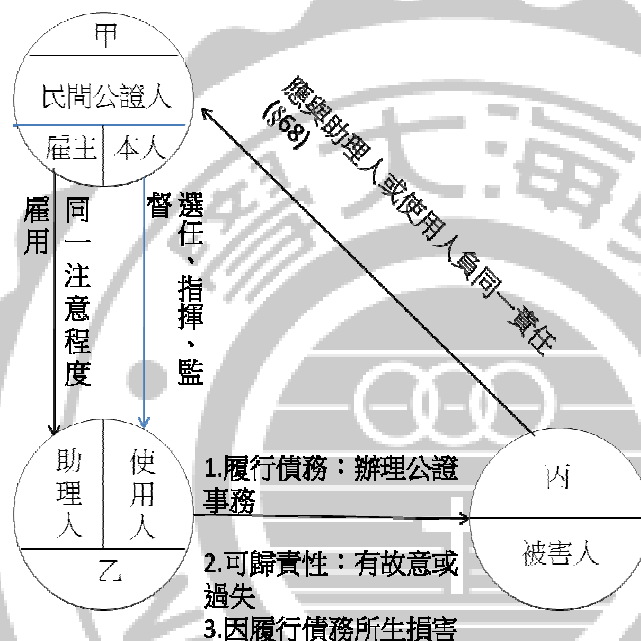 甲
民間公證人
雇主 本人
應與助理人或使用人負同一責任
(§68)
雇用
同一注意程度
選任、指揮、監
督
助理人
使用人
乙
1.履行債務：辦理公證
事務
2.可歸責性：有故意或
過失
3.因履行債務所生損害
丙
被害人